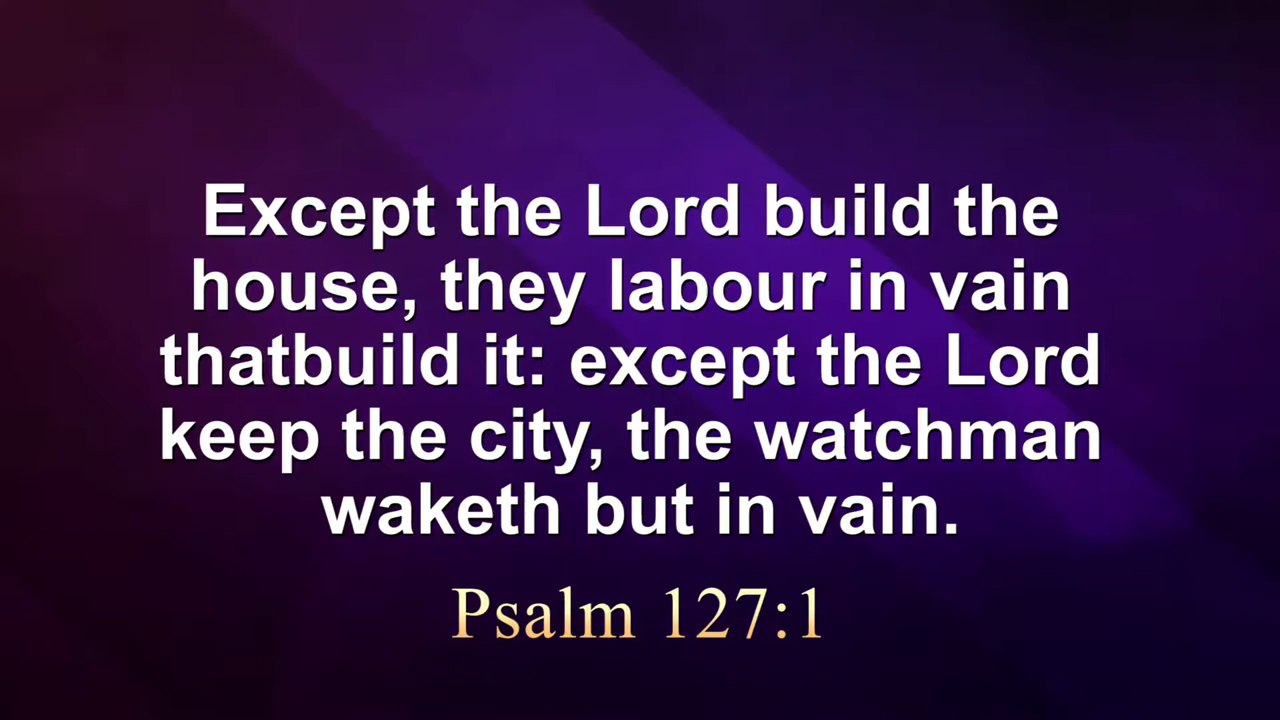 Except the Lord build the
house, they labour in vain
thatbuild it: except the Lord
keep the city, the watchman
waketh but in vain.
Psalm 127:1